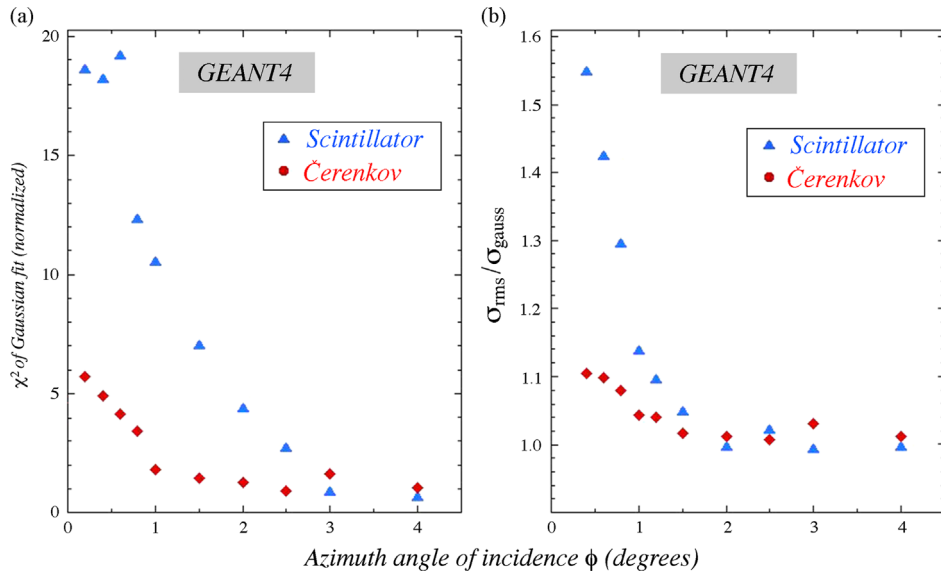 (a)
20
15
10
5
0
χ² of Gaussian fit (normalized)
GEANT4
Scintillator
Čerenkov
0 1 2 3 4
(b)
1.6
1.5
1.4
1.3
1.2
1.1
1.0
σrms/σgauss
GEANT4
Scintillator
Čerenkov
0 1 2 3 4
Azimuth angle of incidence ϕ (degrees)